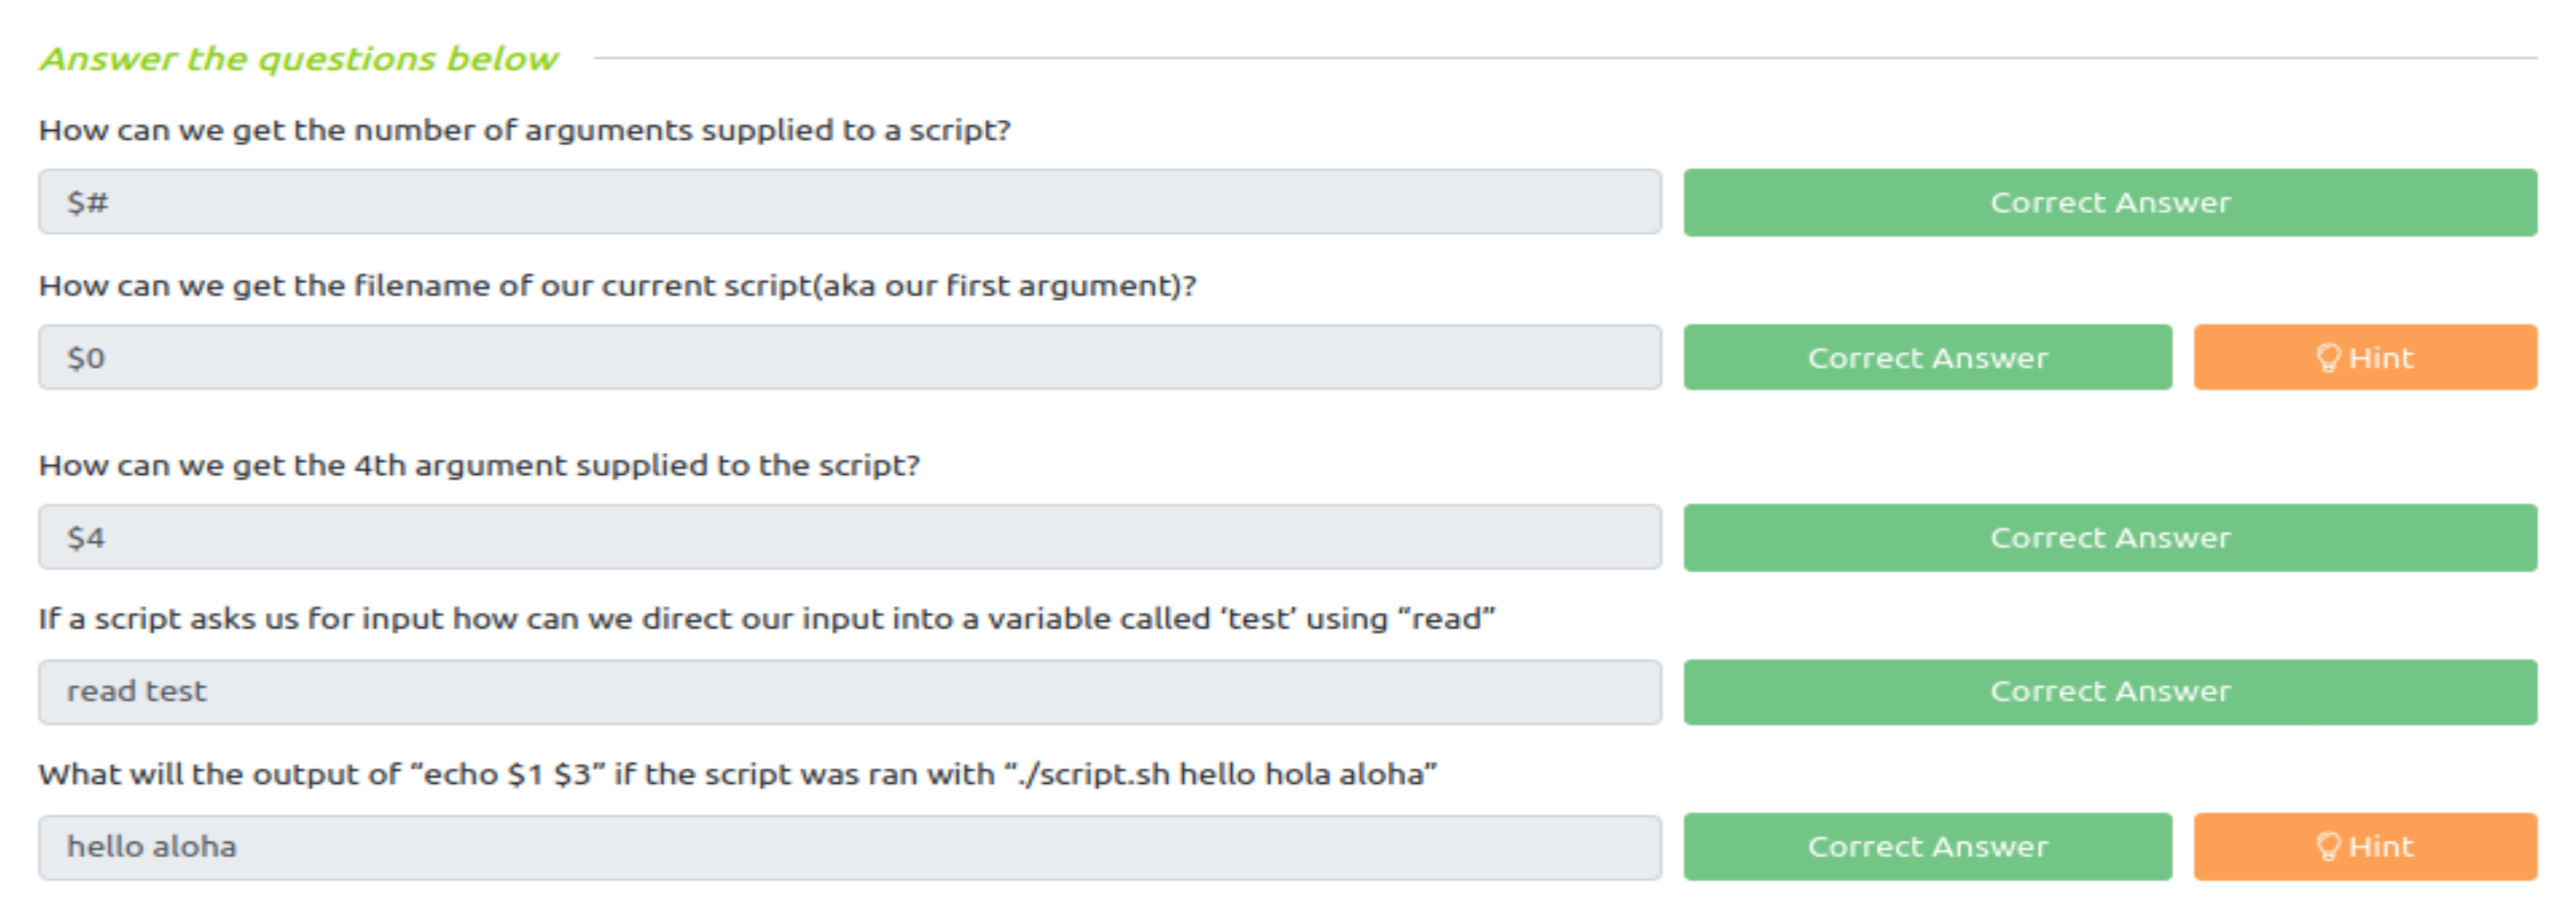 Answer the questions below
How can we get the number of arguments supplied to a script?
$# Correct Answer
How can we get the filename of our current script(aka our first argument)?
$0 Correct Answer Hint
How can we get the 4th argument supplied to the script?
$4 Correct Answer
If a script asks us for input how can we direct our input into a variable called ‘test’ using “read”
read test Correct Answer
What will the output of “echo $1 $3” if the script was ran with “./script.sh hello hola aloha”
hello aloha Correct Answer Hint